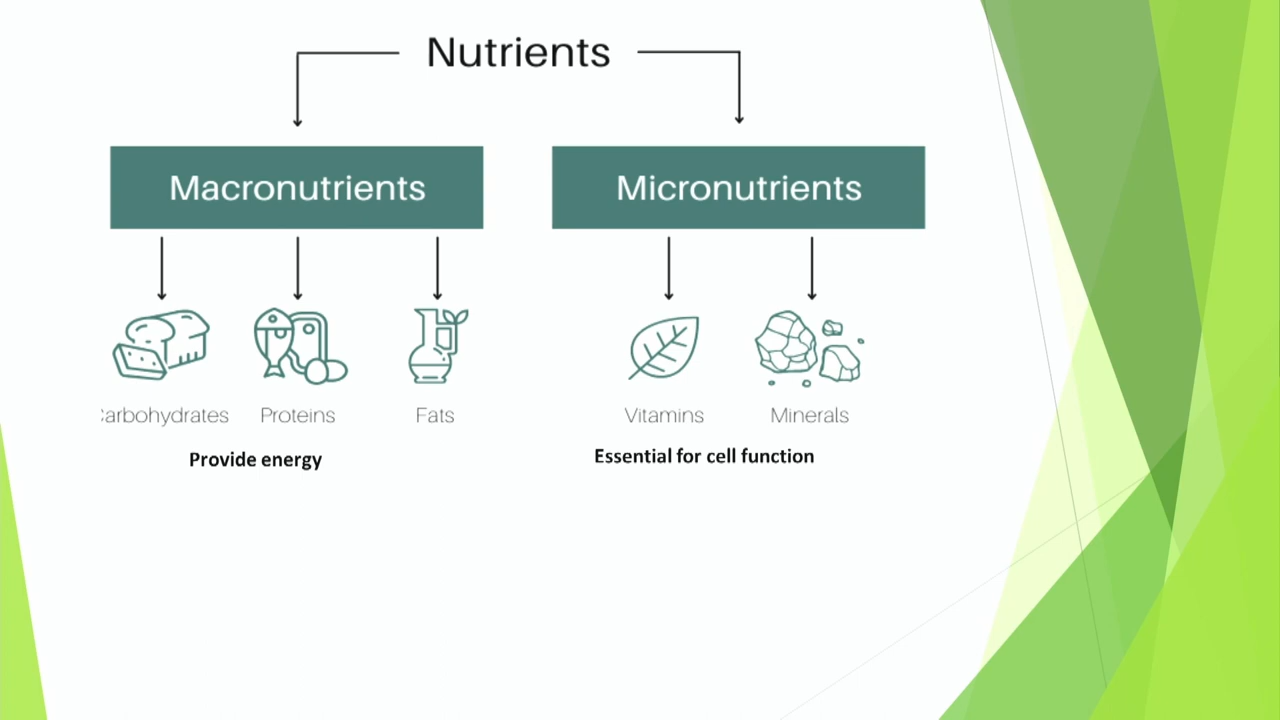 Nutrients
Macronutrients
Micronutrients
arbohydrates
Proteins
Fats
Vitamins
Minerals
Provide energy
Essential for cell function